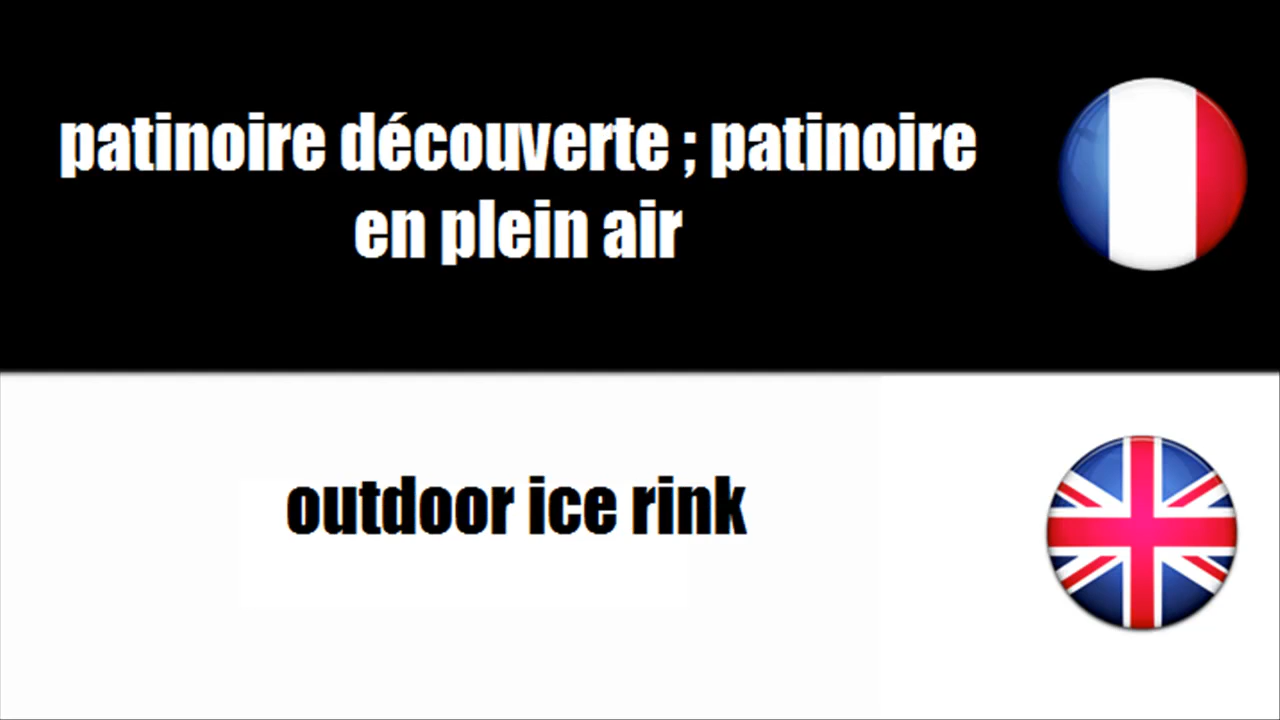 patinoire découverte ; patinoire
en plein air
outdoor ice rink